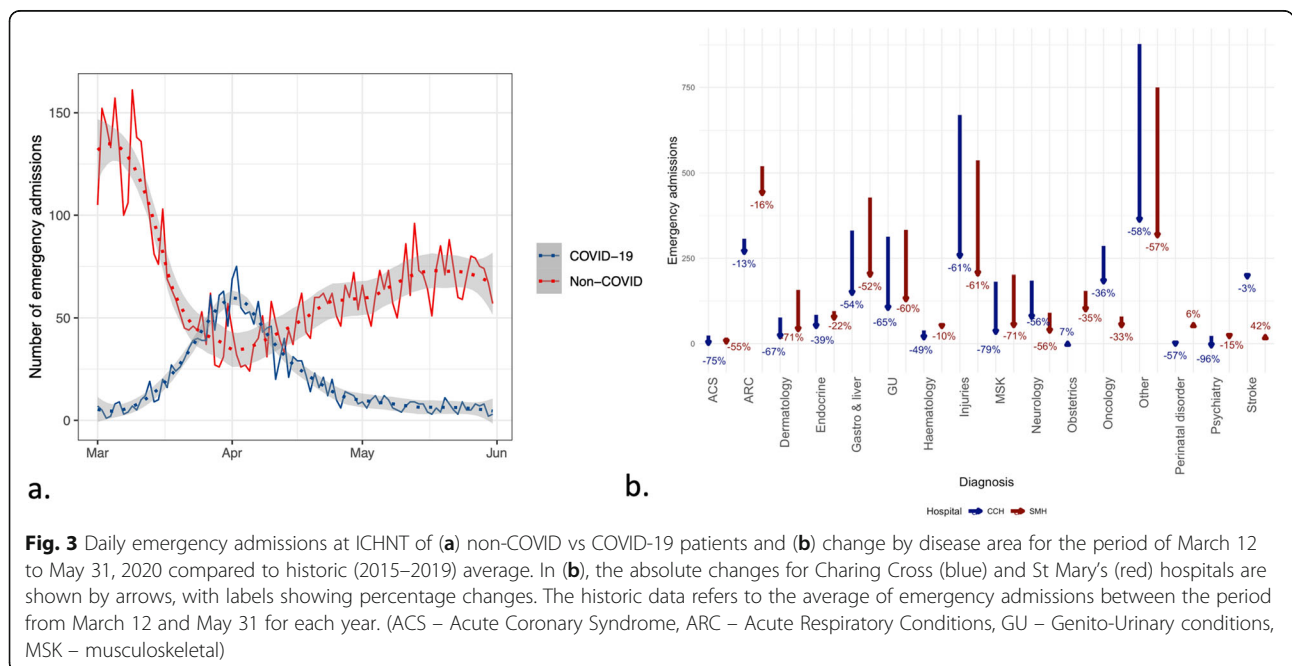 150
100
50
0
Number of emergency admissions
Mar
Apr
May
Jun
COVID-19
Non-COVID
a.
750
500
250
0
Emergency admissions
-75%
-55%
-13%
-16%
-67%
-71%
-39%
-22%
-54%
-52%
-65%
-60%
-49%
-10%
-61%
-61%
-79%
-71%
-56%
-56%
7%
-35%
-36%
-33%
-58%
-57%
-57%
6%
-96%
-15%
-3%
42%
ACS
ARC
Dermatology
Endocrine
Gastro & liver
GU
Haematology
Injuries
MSK
Neurology
Obstetrics
Oncology
Other
Perinatal disorder
Psychiatry
Stroke
Diagnosis
Hospital CCH SMH
b.
Fig. 3 Daily emergency admissions at ICHNT of (a) non-COVID vs COVID-19 patients and (b) change by disease area for the period of March 12
to May 31, 2020 compared to historic (2015–2019) average. In (b), the absolute changes for Charing Cross (blue) and St Mary's (red) hospitals are
shown by arrows, with labels showing percentage changes. The historic data refers to the average of emergency admissions between the period
from March 12 and May 31 for each year. (ACS – Acute Coronary Syndrome, ARC – Acute Respiratory Conditions, GU – Genito-Urinary conditions,
MSK – musculoskeletal)